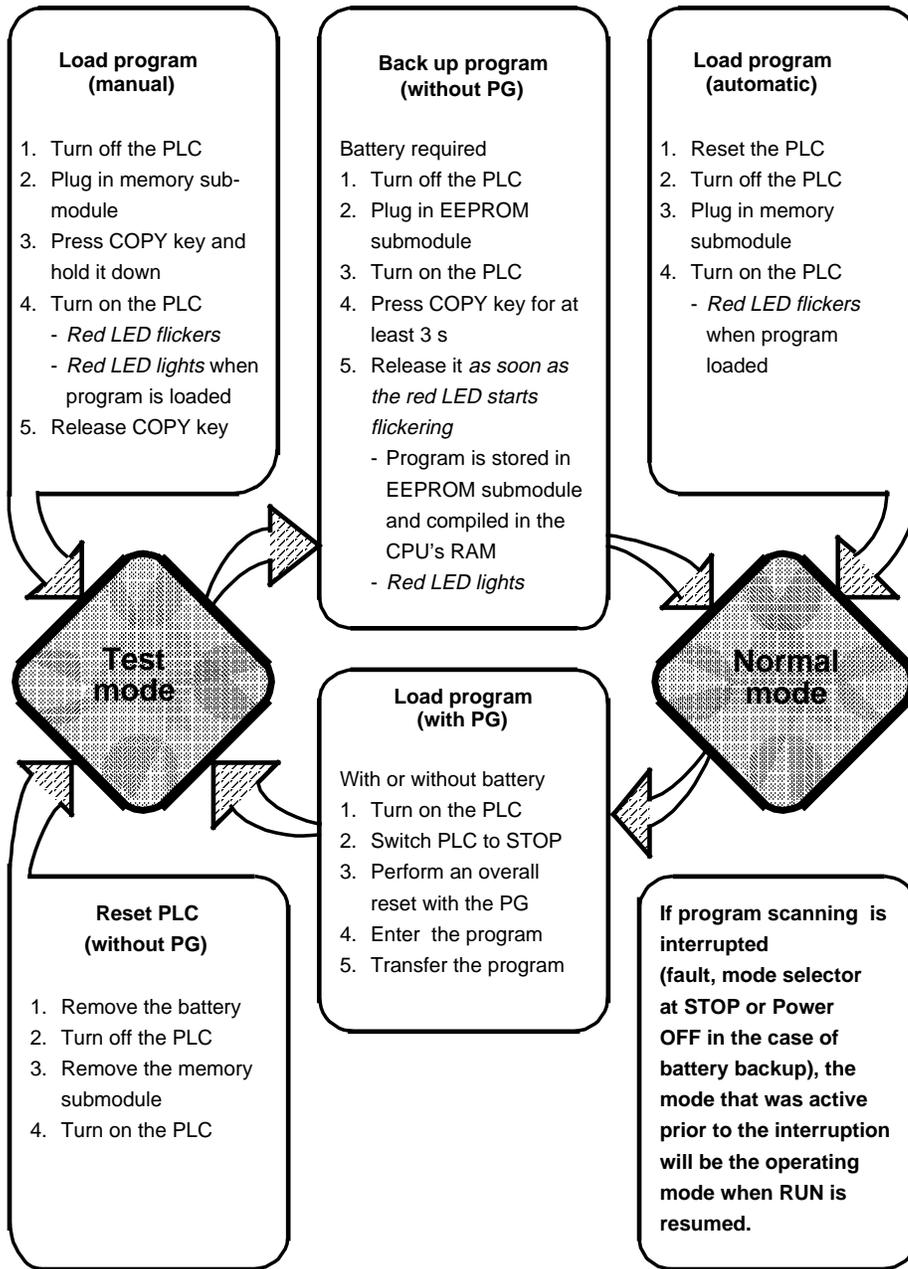 Load program
(manual)
1. Turn off the PLC
2. Plug in memory sub-
module
3. Press COPY key and
hold it down
4. Turn on the PLC
- Red LED flickers
- Red LED lights when
program is loaded
5. Release COPY key
Back up program
(without PG)
Battery required
1. Turn off the PLC
2. Plug in EEPROM
submodule
3. Turn on the PLC
4. Press COPY key for at
least 3 s
5. Release it as soon as
the red LED starts
flickering
- Program is stored in
EEPROM submodule
and compiled in the
CPU's RAM
- Red LED lights
Load program
(automatic)
1. Reset the PLC
2. Turn off the PLC
3. Plug in memory
submodule
4. Turn on the PLC
- Red LED flickers
when program
loaded
Test
mode
Normal
mode
Load program
(with PG)
With or without battery
1. Turn on the PLC
2. Switch PLC to STOP
3. Perform an overall
reset with the PG
4. Enter the program
5. Transfer the program
Reset PLC
(without PG)
1. Remove the battery
2. Turn off the PLC
3. Remove the memory
submodule
4. Turn on the PLC
If program scanning is
interrupted
(fault, mode selector
at STOP or Power
OFF in the case of
battery backup), the
mode that was active
prior to the interruption
will be the operating
mode when RUN is
resumed.